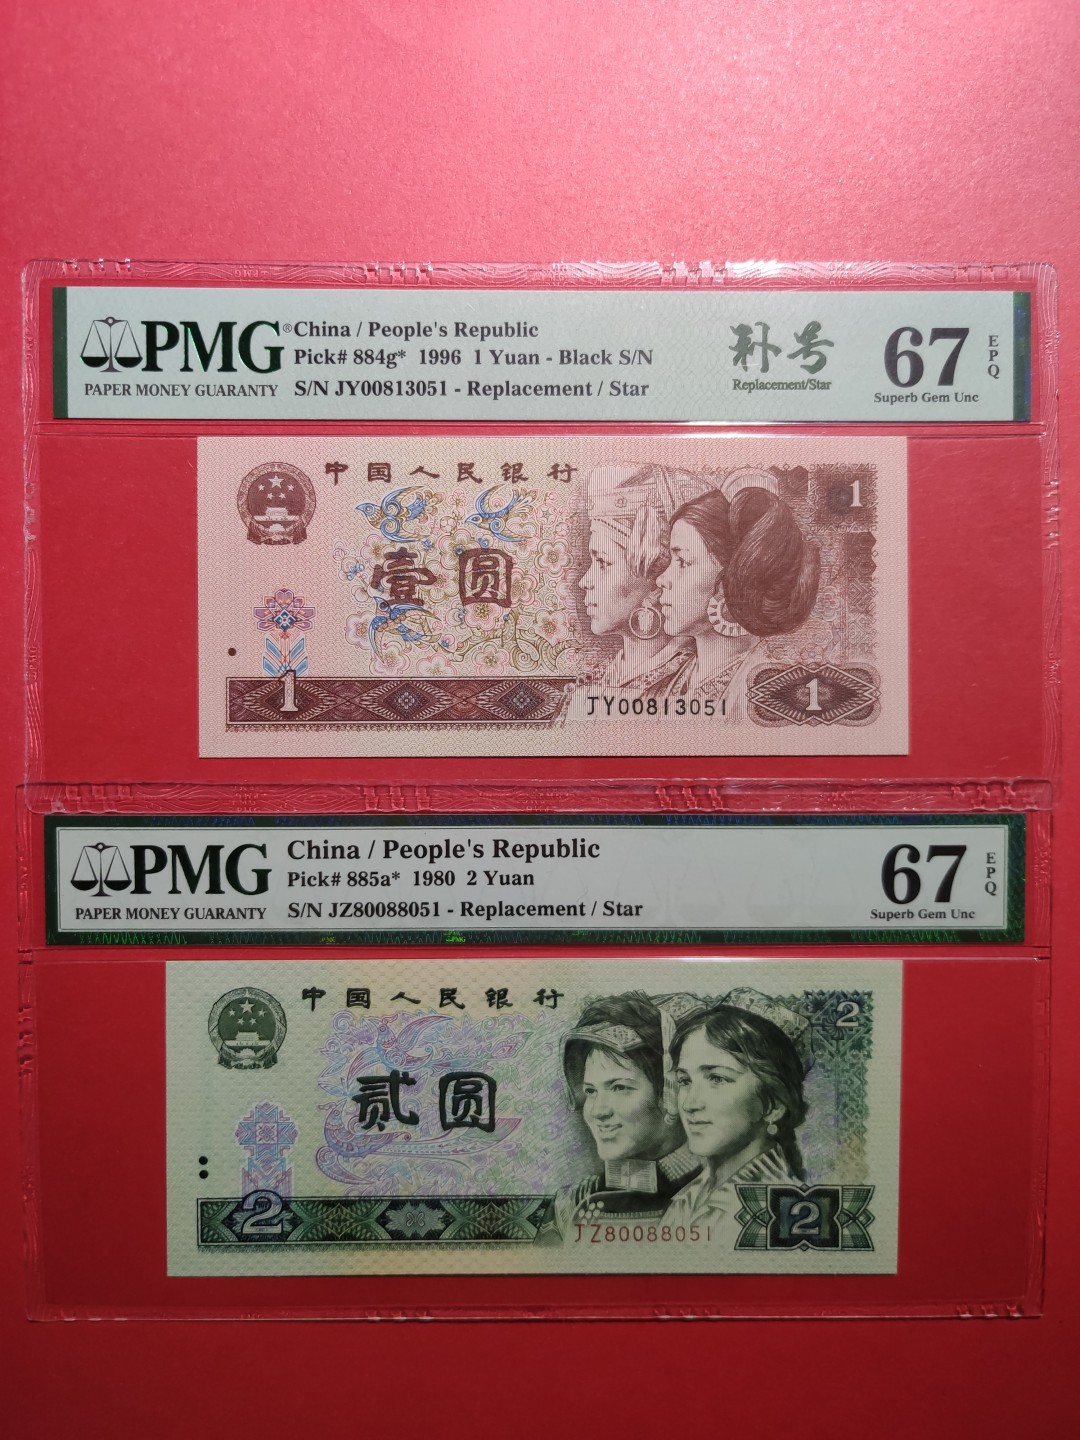 PMG®
PAPER MONEY GUARANTY
China / People's Republic
Pick# 884g* 1996 1 Yuan - Black S/N
S/N JY00813051 - Replacement / Star
补号
Replacement/Star
67
EPQ
Superb Gem Unc
中国人民银行
1
壹圆
1
JY00813051
1
PMG
PAPER MONEY GUARANTY
China / People's Republic
Pick# 885a* 1980 2 Yuan
S/N JZ80088051 - Replacement / Star
67
EPQ
Superb Gem Unc
中国人民银行
2
贰圆
2
JZ80088051
2